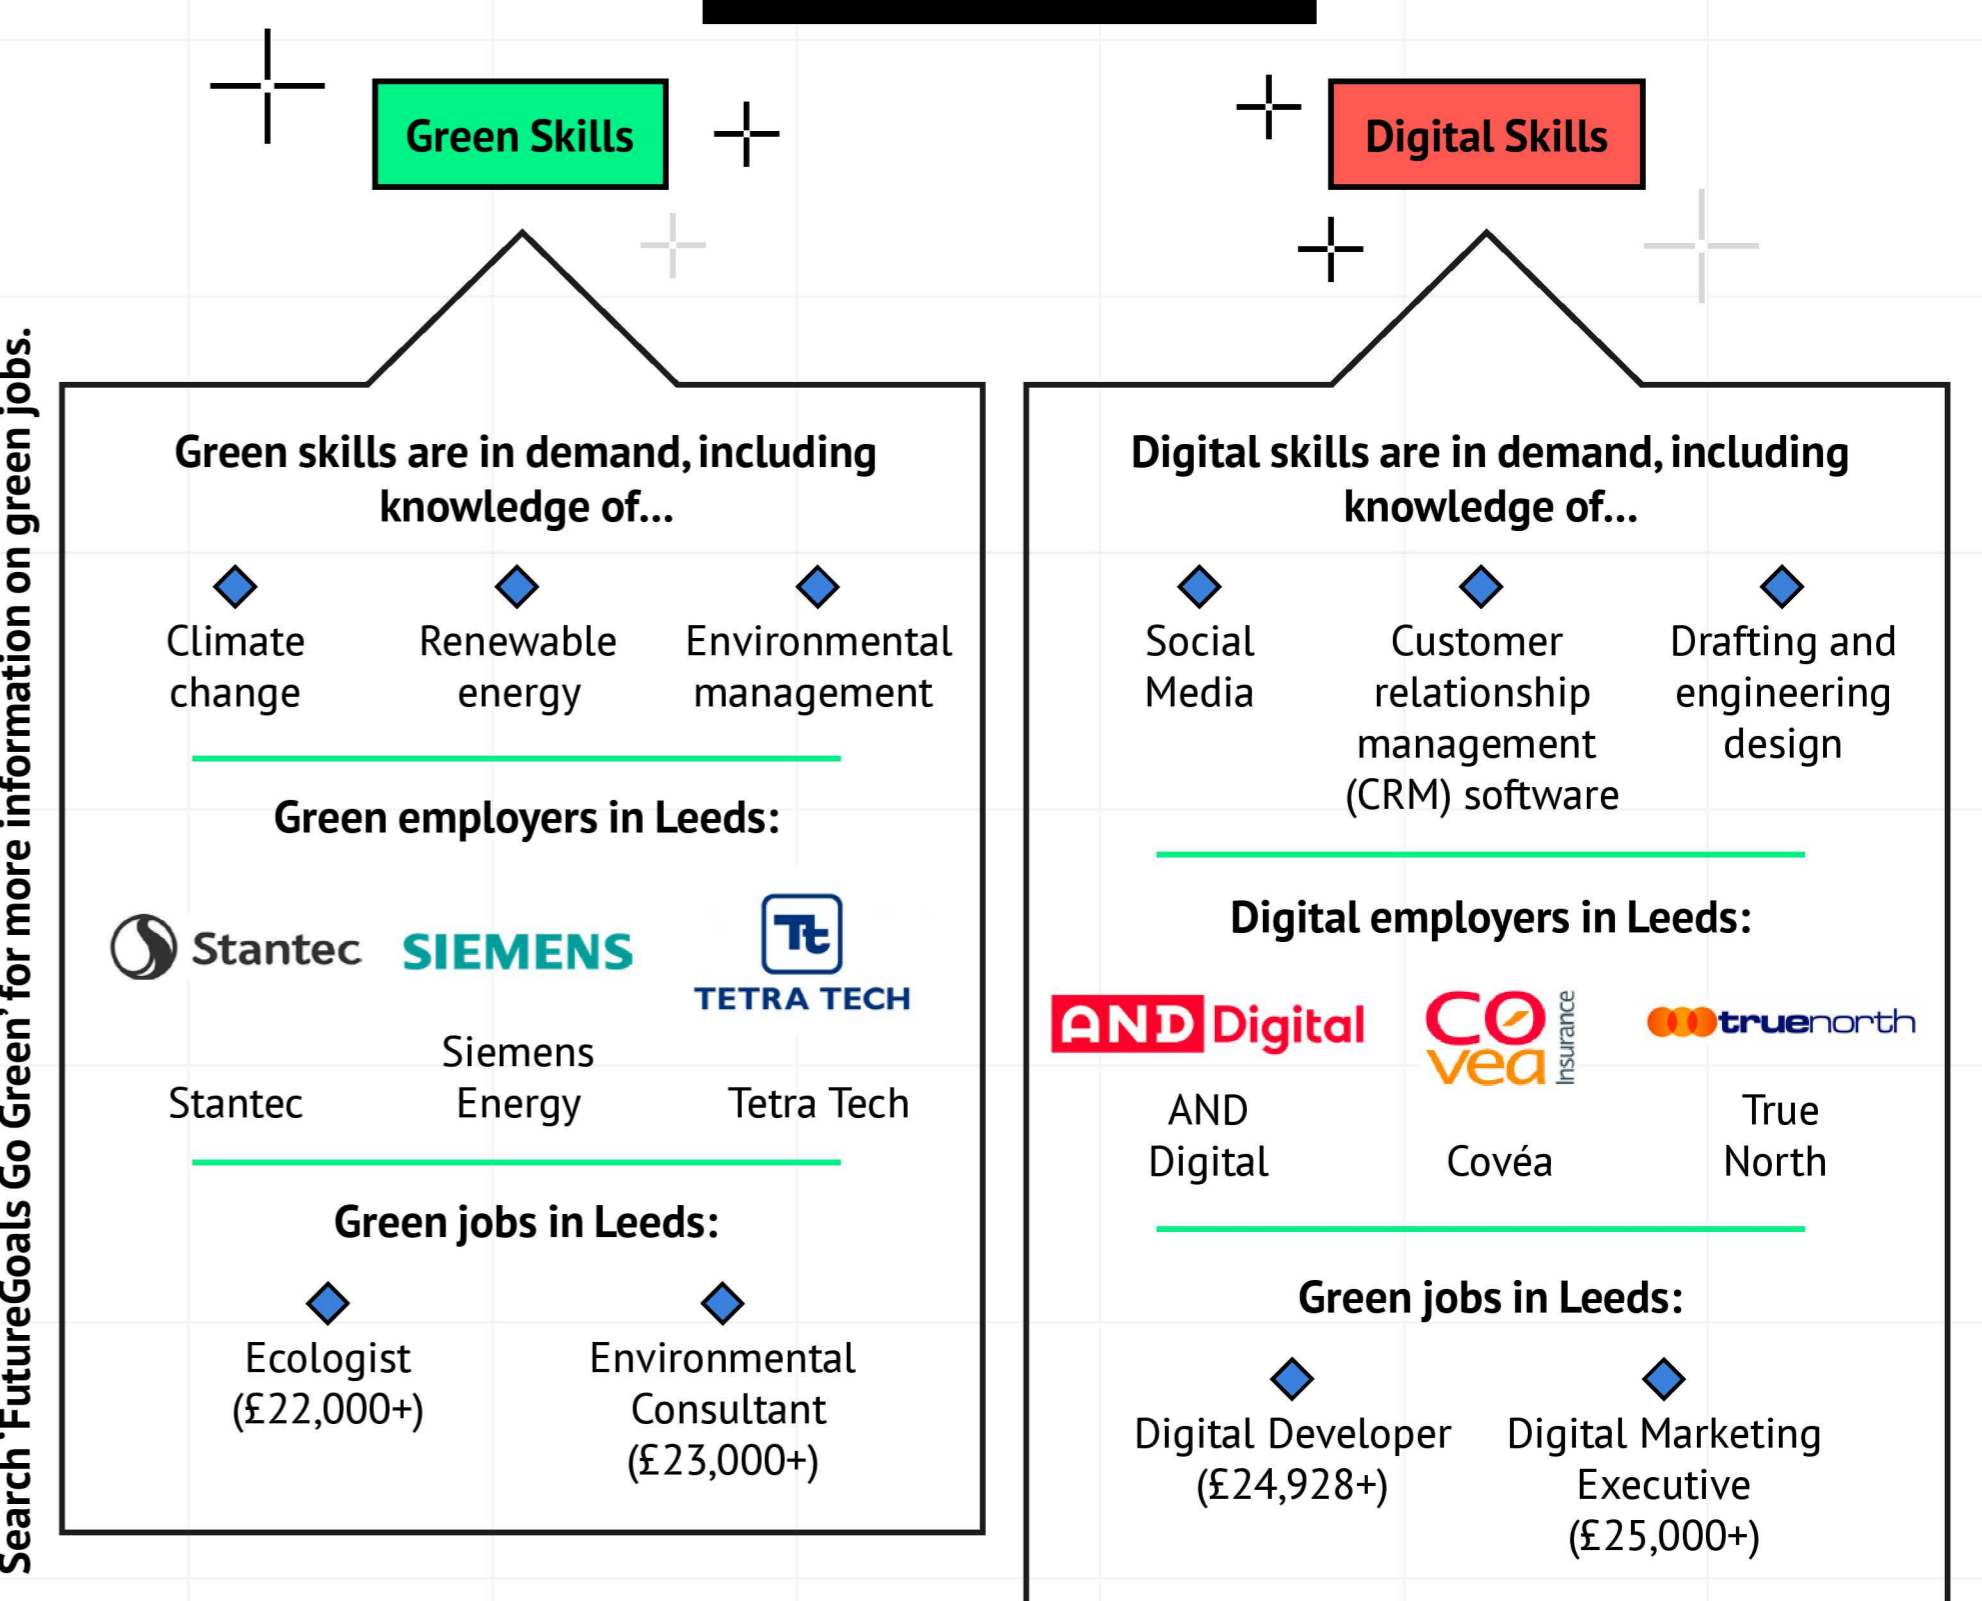 Green Skills
Digital Skills
Search 'FutureGoals Go Green' for more information on green jobs.
Green skills are in demand, including
knowledge of...
Climate
change
Renewable
energy
Environmental
management
Green employers in Leeds:
Stantec
SIEMENS
Tt
TETRA TECH
Stantec
Siemens
Energy
Tetra Tech
Green jobs in Leeds:
Ecologist
(£22,000+)
Environmental
Consultant
(£23,000+)
Digital skills are in demand, including
knowledge of...
Social
Media
Customer
relationship
management
(CRM) software
Drafting and
engineering
design
Digital employers in Leeds:
AND Digital
covea
Insurance
truenorth
AND
Digital
Covéa
True
North
Green jobs in Leeds:
Digital Developer
(£24,928+)
Digital Marketing
Executive
(£25,000+)